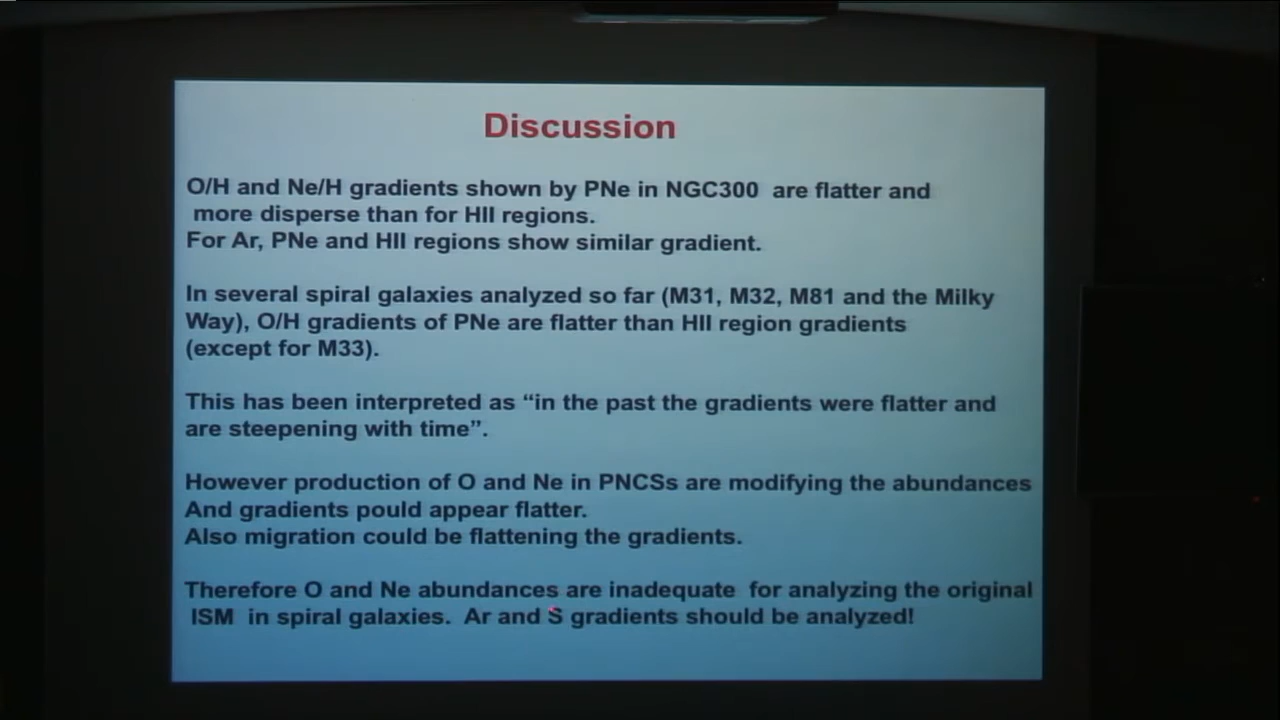 Discussion
O/H and Ne/H gradients shown by PNe in NGC300 are flatter and
more disperse than for HII regions.
For Ar, PNe and HII regions show similar gradient.
In several spiral galaxies analyzed so far (M31, M32, M81 and the Milky
Way), O/H gradients of PNe are flatter than HII region gradients
(except for M33).
This has been interpreted as “in the past the gradients were flatter and
are steepening with time”.
However production of O and Ne in PNCSs are modifying the abundances
And gradients pould appear flatter.
Also migration could be flattening the gradients.
Therefore O and Ne abundances are inadequate for analyzing the original
ISM in spiral galaxies. Ar and S gradients should be analyzed!